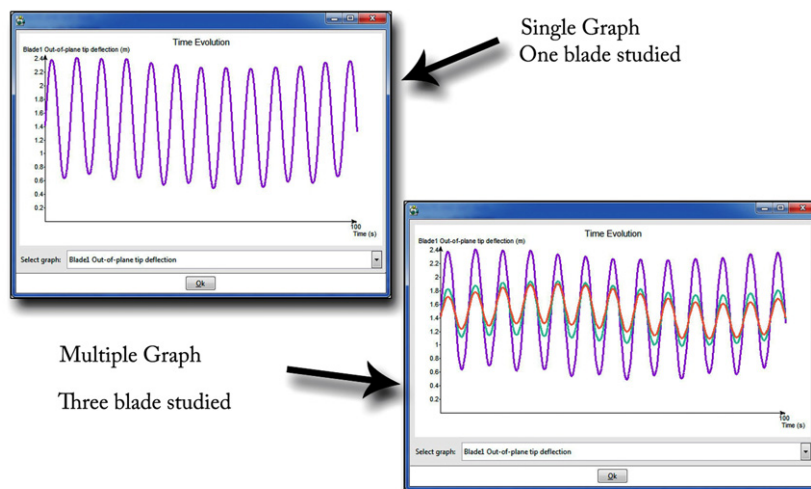 Single Graph
One blade studied
Time Evolution
Blade1 Out-of-plane tip deflection (m)
2.4
2
1.8
1.6
1.4
1.2
1
0.8
0.6
0.4
0.2
100
Time (s)
Select graph: Blade1 Out-of-plane tip deflection
Ok
Multiple Graph
Three blade studied
Time Evolution
Blade1 Out-of-plane tip deflection (m)
2.4
2.2
2
1.8
1.6
1.4
1.2
1
0.8
0.6
0.4
0.2
100
Time (s)
Select graph: Blade1 Out-of-plane tip deflection
Ok